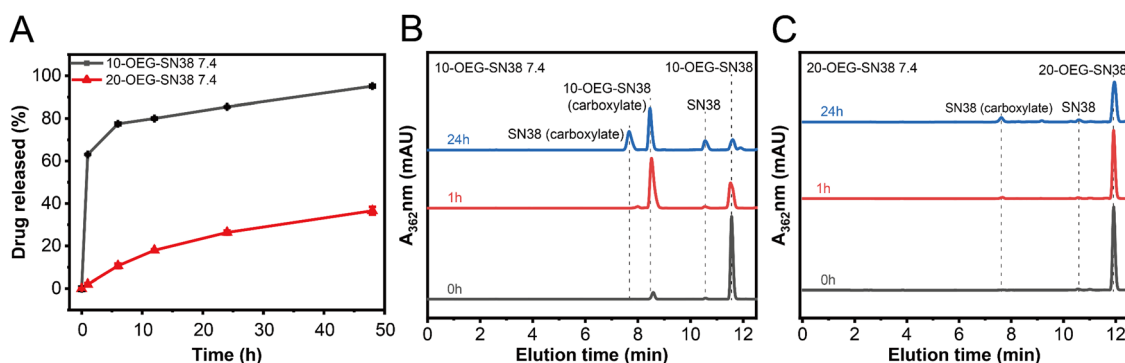 A
10-OEG-SN38 7.4
20-OEG-SN38 7.4
Drug released (%)
100
80
60
40
20
0
0 10 20 30 40 50
Time (h)
B
10-OEG-SN38 7.4
10-OEG-SN38
10-OEG-SN38
(carboxylate)
SN38
SN38 (carboxylate)
24h
1h
0h
A362nm (mAU)
0 2 4 6 8 10 12
Elution time (min)
C
20-OEG-SN38 7.4
20-OEG-SN38
SN38 (carboxylate)
SN38
24h
1h
0h
A362nm (mAU)
0 2 4 6 8 10 12
Elution time (min)